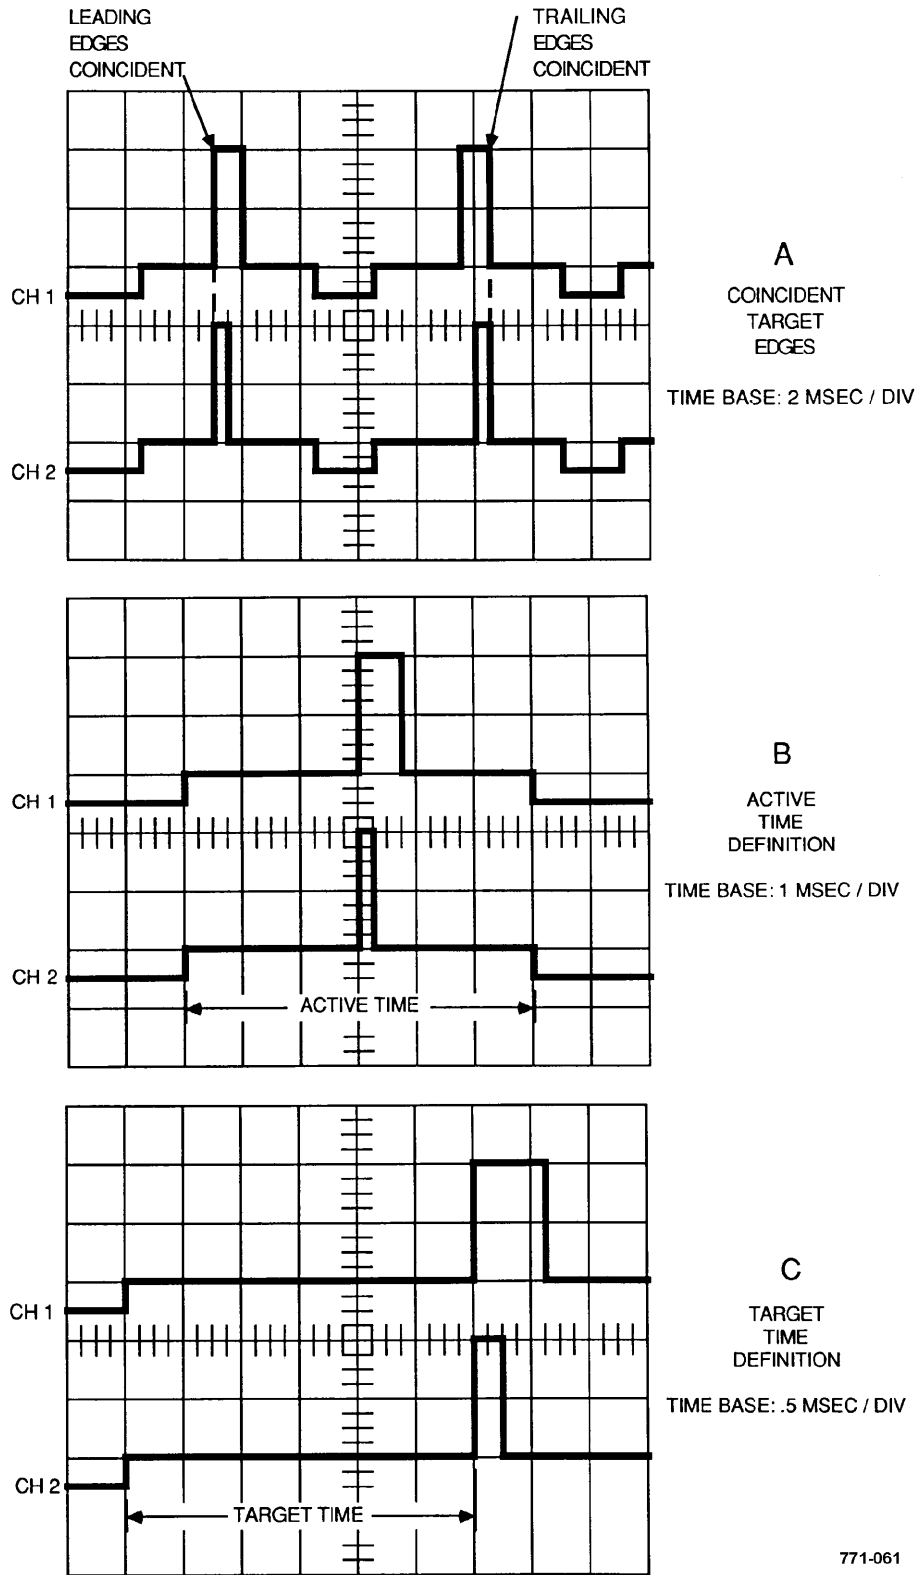 LEADING
EDGES
COINCIDENT
TRAILING
EDGES
COINCIDENT
CH 1
CH 2
A
COINCIDENT
TARGET
EDGES
TIME BASE: 2 MSEC / DIV
CH 1
CH 2
ACTIVE TIME
B
ACTIVE
TIME
DEFINITION
TIME BASE: 1 MSEC / DIV
CH 1
CH 2
TARGET TIME
C
TARGET
TIME
DEFINITION
TIME BASE: .5 MSEC / DIV
771-061